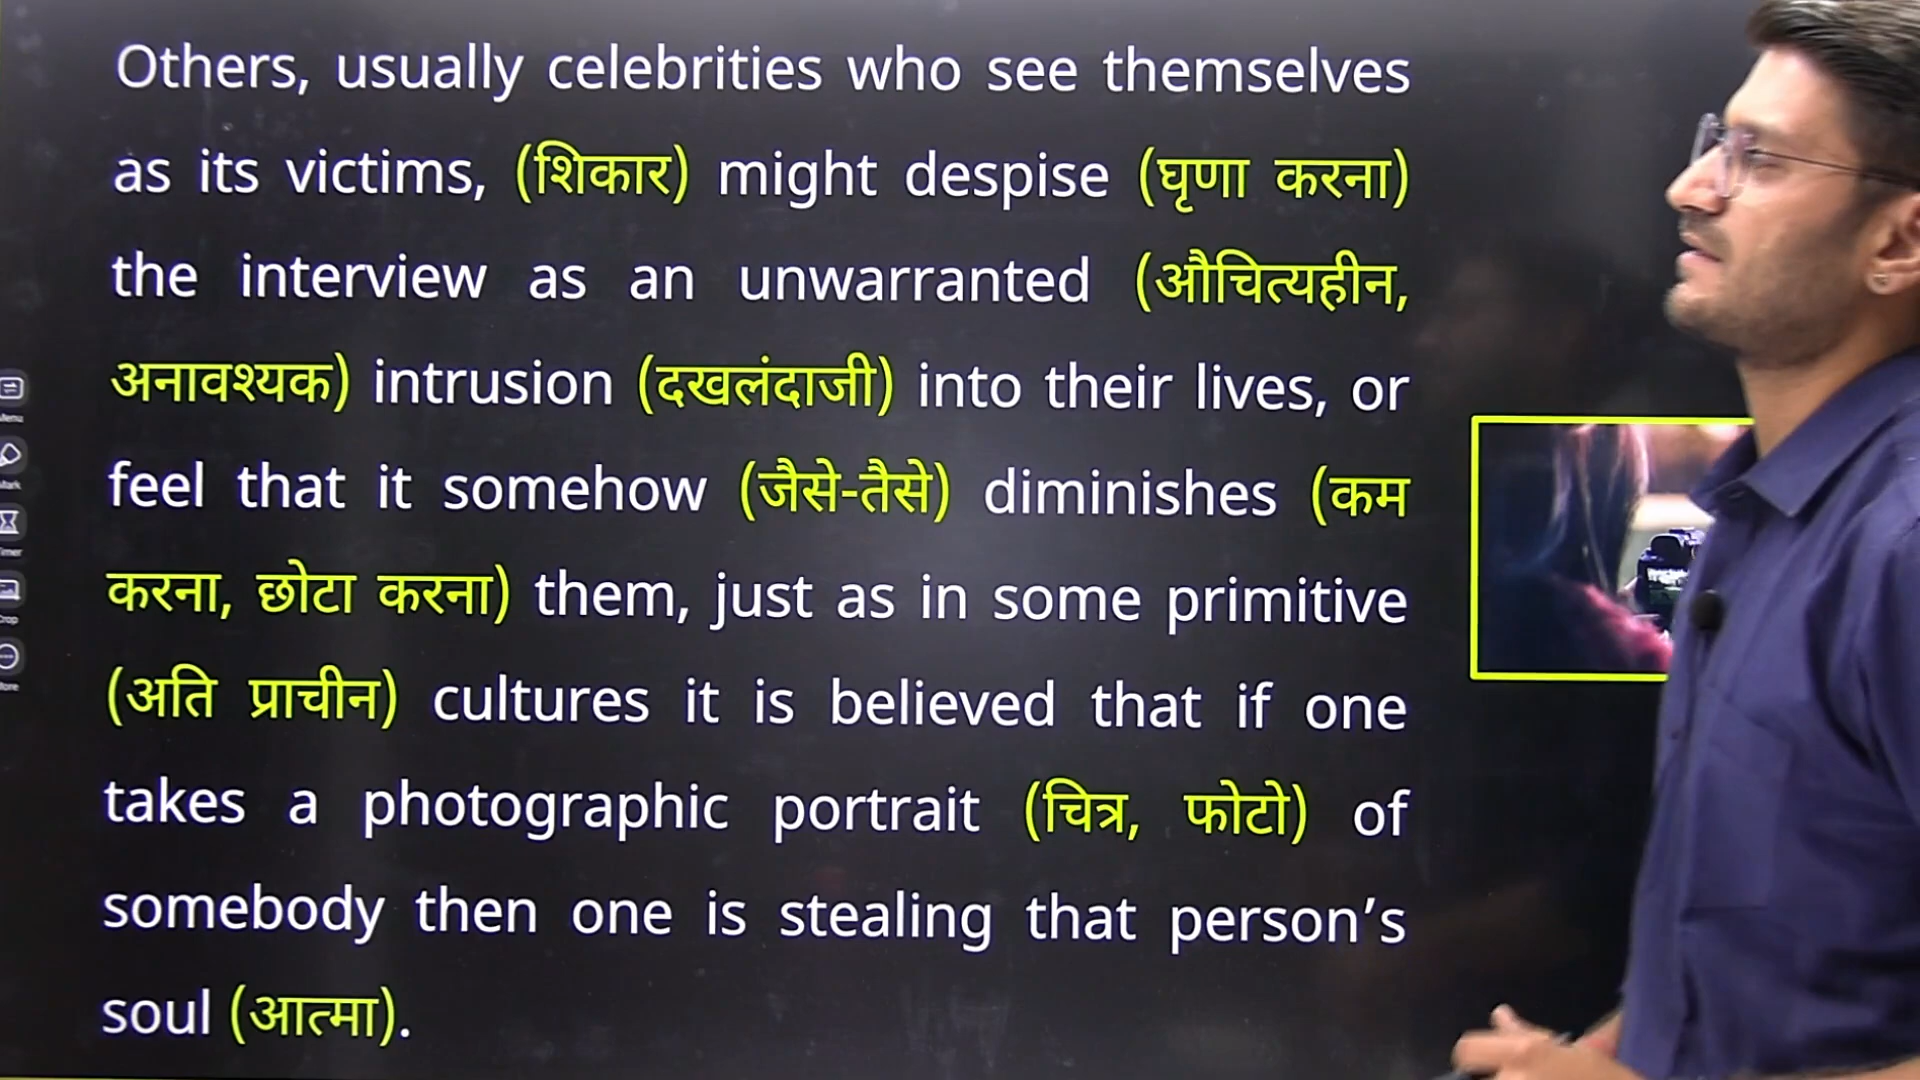 Others, usually celebrities who see themselves
as its victims, (शिकार) might despise (घृणा करना)
the interview as an unwarranted (औचित्यहीन,
अनावश्यक) intrusion (दखलंदाजी) into their lives, or
feel that it somehow (जैसे-तैसे) diminishes (कम
करना, छोटा करना) them, just as in some primitive
(अति प्राचीन) cultures it is believed that if one
takes a photographic portrait (चित्र, फोटो) of
somebody then one is stealing that person's
soul (आत्मा).